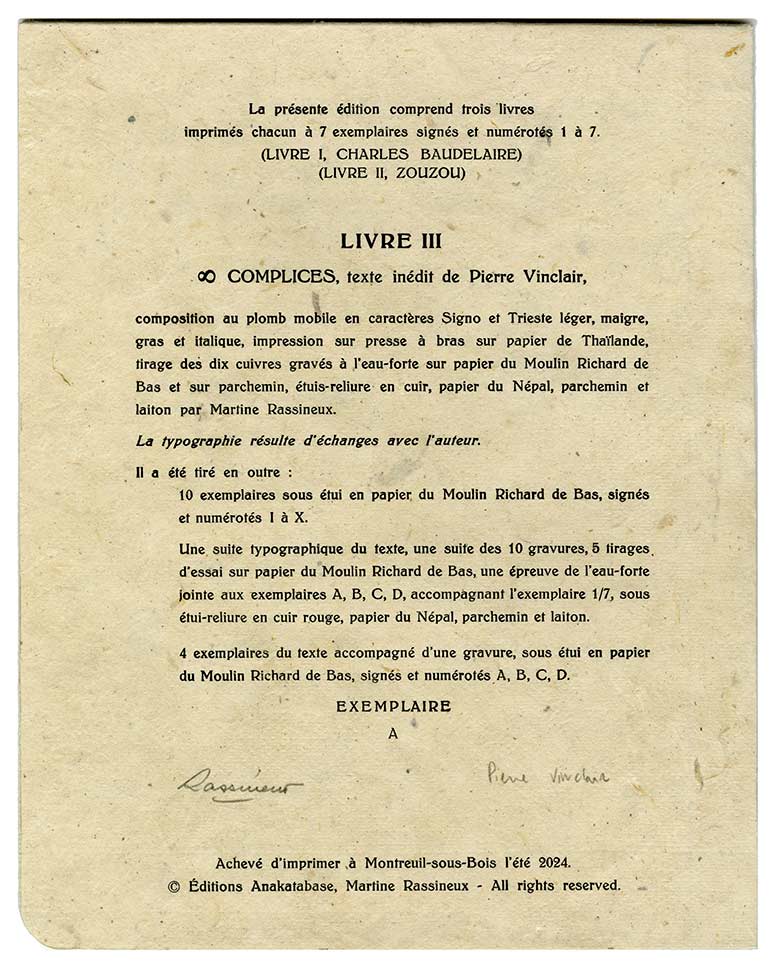 La présente édition comprend trois livres
imprimés chacun à 7 exemplaires signés et numérotés 1 à 7.
(LIVRE I, CHARLES BAUDELAIRE)
(LIVRE II, ZOUZOU)
LIVRE III
∞ COMPLICES, texte inédit de Pierre Vinclair,
composition au plomb mobile en caractères Signo et Trieste léger, maigre,
gras et italique, impression sur presse à bras sur papier de Thaïlande,
tirage des dix cuivres gravés à l'eau-forte sur papier du Moulin Richard de
Bas et sur parchemin, étuis-reliure en cuir, papier du Népal, parchemin et
laiton par Martine Rassineux.
La typographie résulte d'échanges avec l'auteur.
Il a été tiré en outre :
10 exemplaires sous étui en papier du Moulin Richard de Bas, signés
et numérotés I à X.
Une suite typographique du texte, une suite des 10 gravures, 5 tirages
d'essai sur papier du Moulin Richard de Bas, une épreuve de l'eau-forte
jointe aux exemplaires A, B, C, D, accompagnant l'exemplaire 1/7, sous
étui-reliure en cuir rouge, papier du Népal, parchemin et laiton.
4 exemplaires du texte accompagné d'une gravure, sous étui en papier
du Moulin Richard de Bas, signés et numérotés A, B, C, D.
EXEMPLAIRE
A
Rassineux
Pierre Vinclair
Achevé d'imprimer à Montreuil-sous-Bois l'été 2024.
© Éditions Anakatabase, Martine Rassineux - All rights reserved.